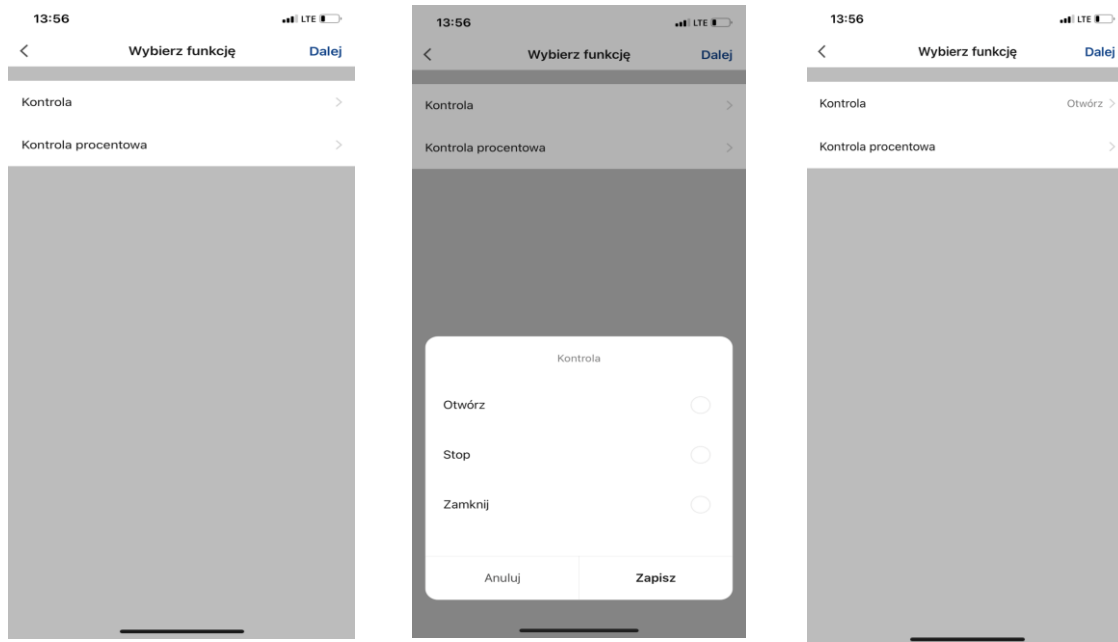 13:56
LTE
Wybierz funkcję
Dalej
Kontrola
Kontrola procentowa
13:56
LTE
Wybierz funkcję
Dalej
Kontrola
Kontrola procentowa
Kontrola
Otwórz
Stop
Zamknij
Anuluj
Zapisz
13:56
LTE
Wybierz funkcję
Dalej
Kontrola
Otwórz
Kontrola procentowa